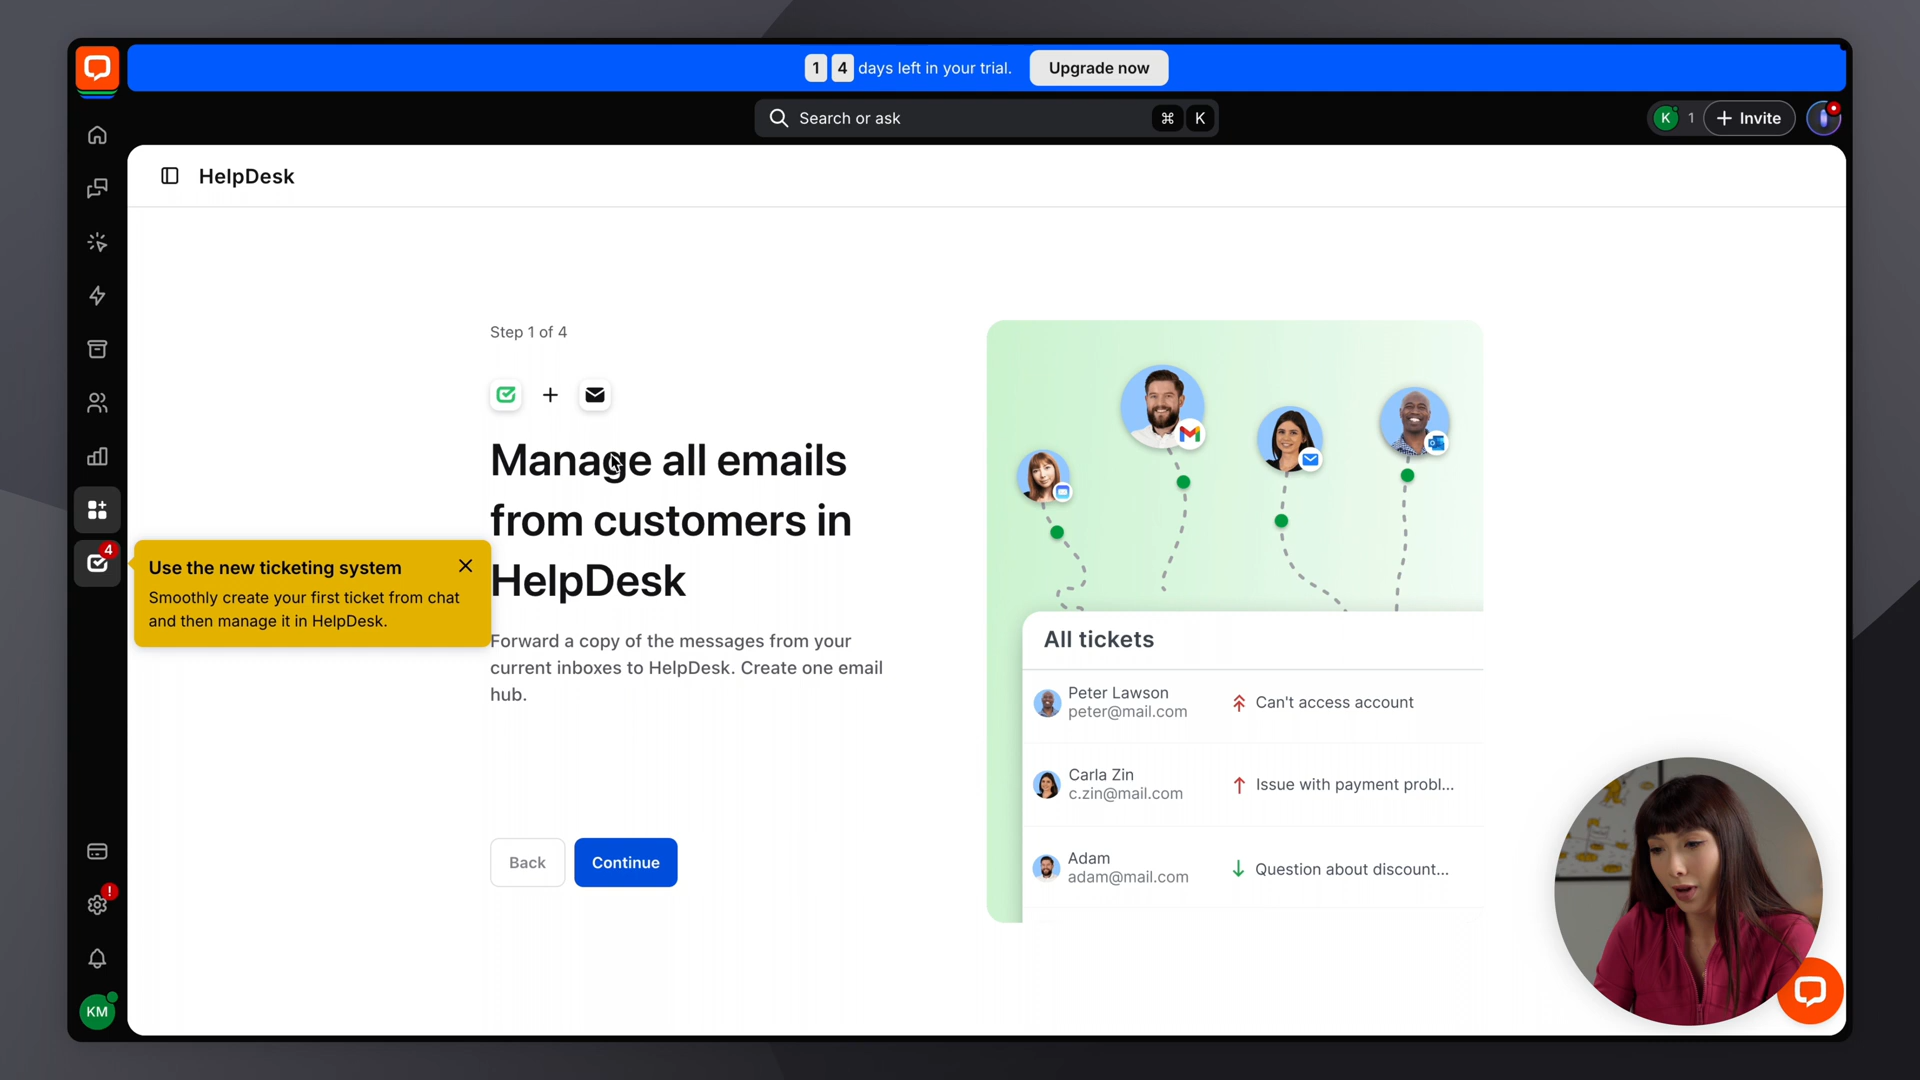 1 4 days left in your trial.
Upgrade now
Search or ask
⌘ K
K 1
+ Invite
HelpDesk
Step 1 of 4
+
Manage all emails
from customers in
HelpDesk
4
Use the new ticketing system
Smoothly create your first ticket from chat
and then manage it in HelpDesk.
Forward a copy of the messages from your
current inboxes to HelpDesk. Create one email
hub.
Back
Continue
All tickets
Peter Lawson
peter@mail.com
Can't access account
Carla Zin
c.zin@mail.com
Issue with payment probl...
Adam
adam@mail.com
Question about discount...
!
KM